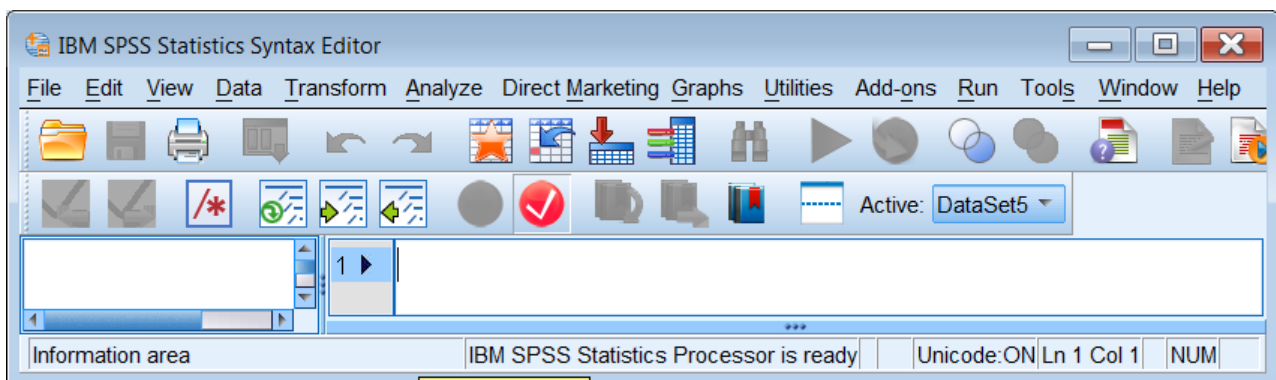 IBM SPSS Statistics Syntax Editor
File Edit View Data Transform Analyze Direct Marketing Graphs Utilities Add-ons Run Tools Window Help
/* Active: DataSet5
1
Information area IBM SPSS Statistics Processor is ready Unicode:ON Ln 1 Col 1 NUM